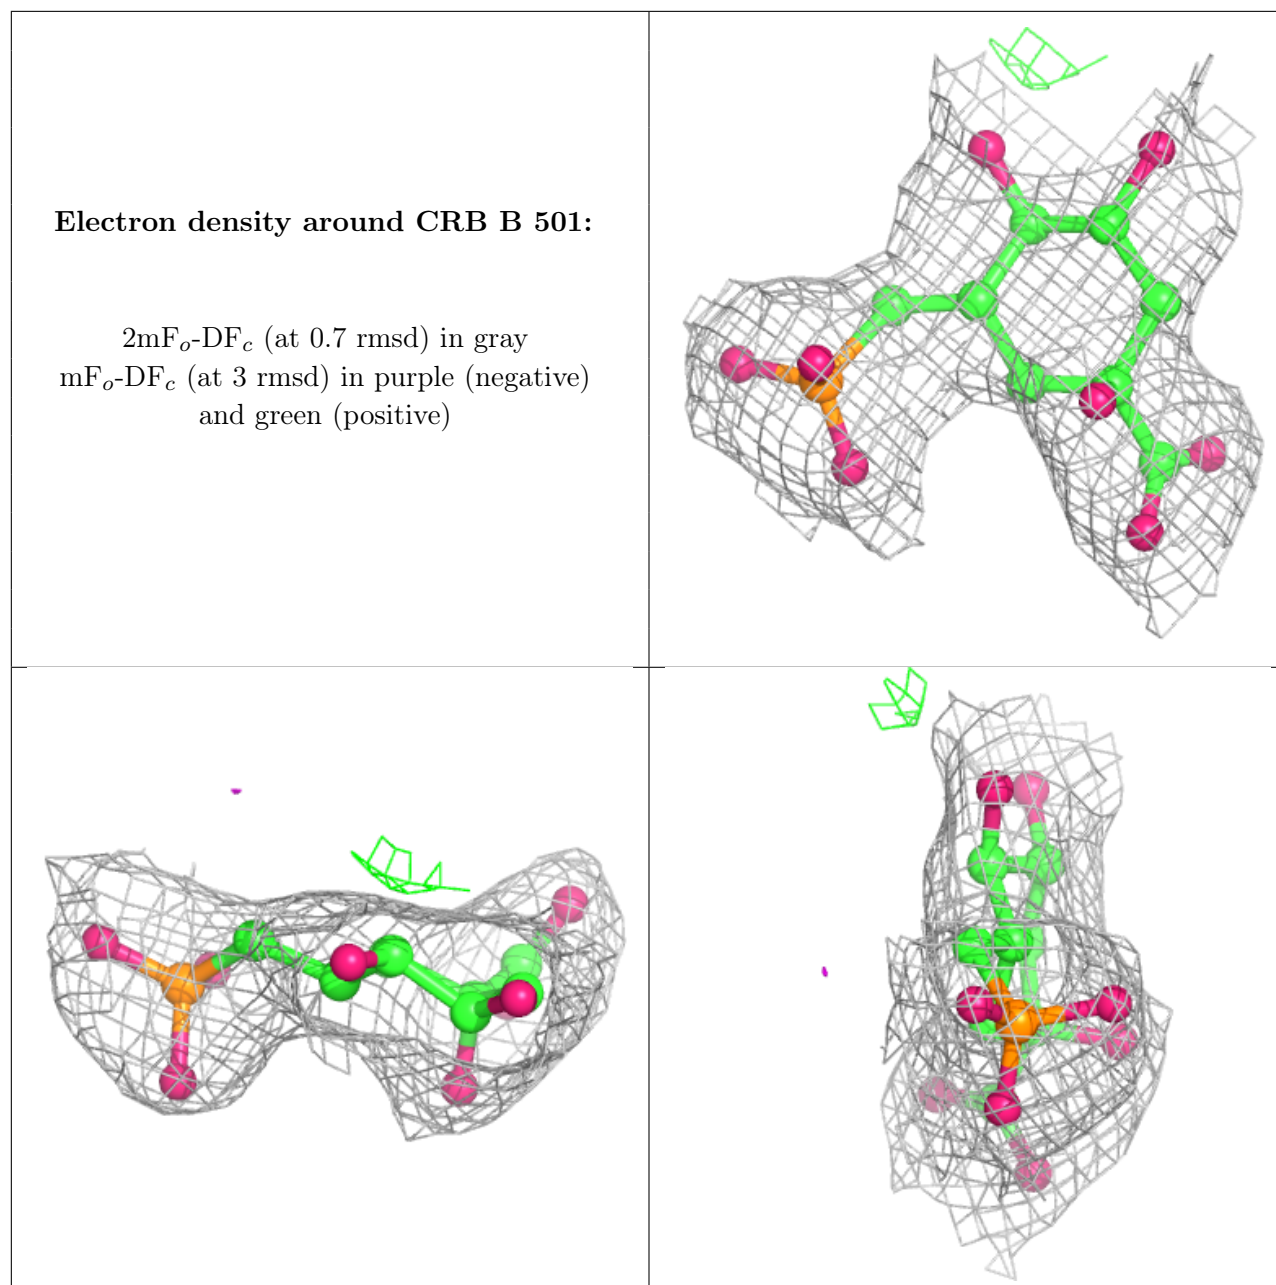 Electron density around CRB B 501:
2mFo-DFc (at 0.7 rmsd) in gray
mFo-DFc (at 3 rmsd) in purple (negative)
and green (positive)